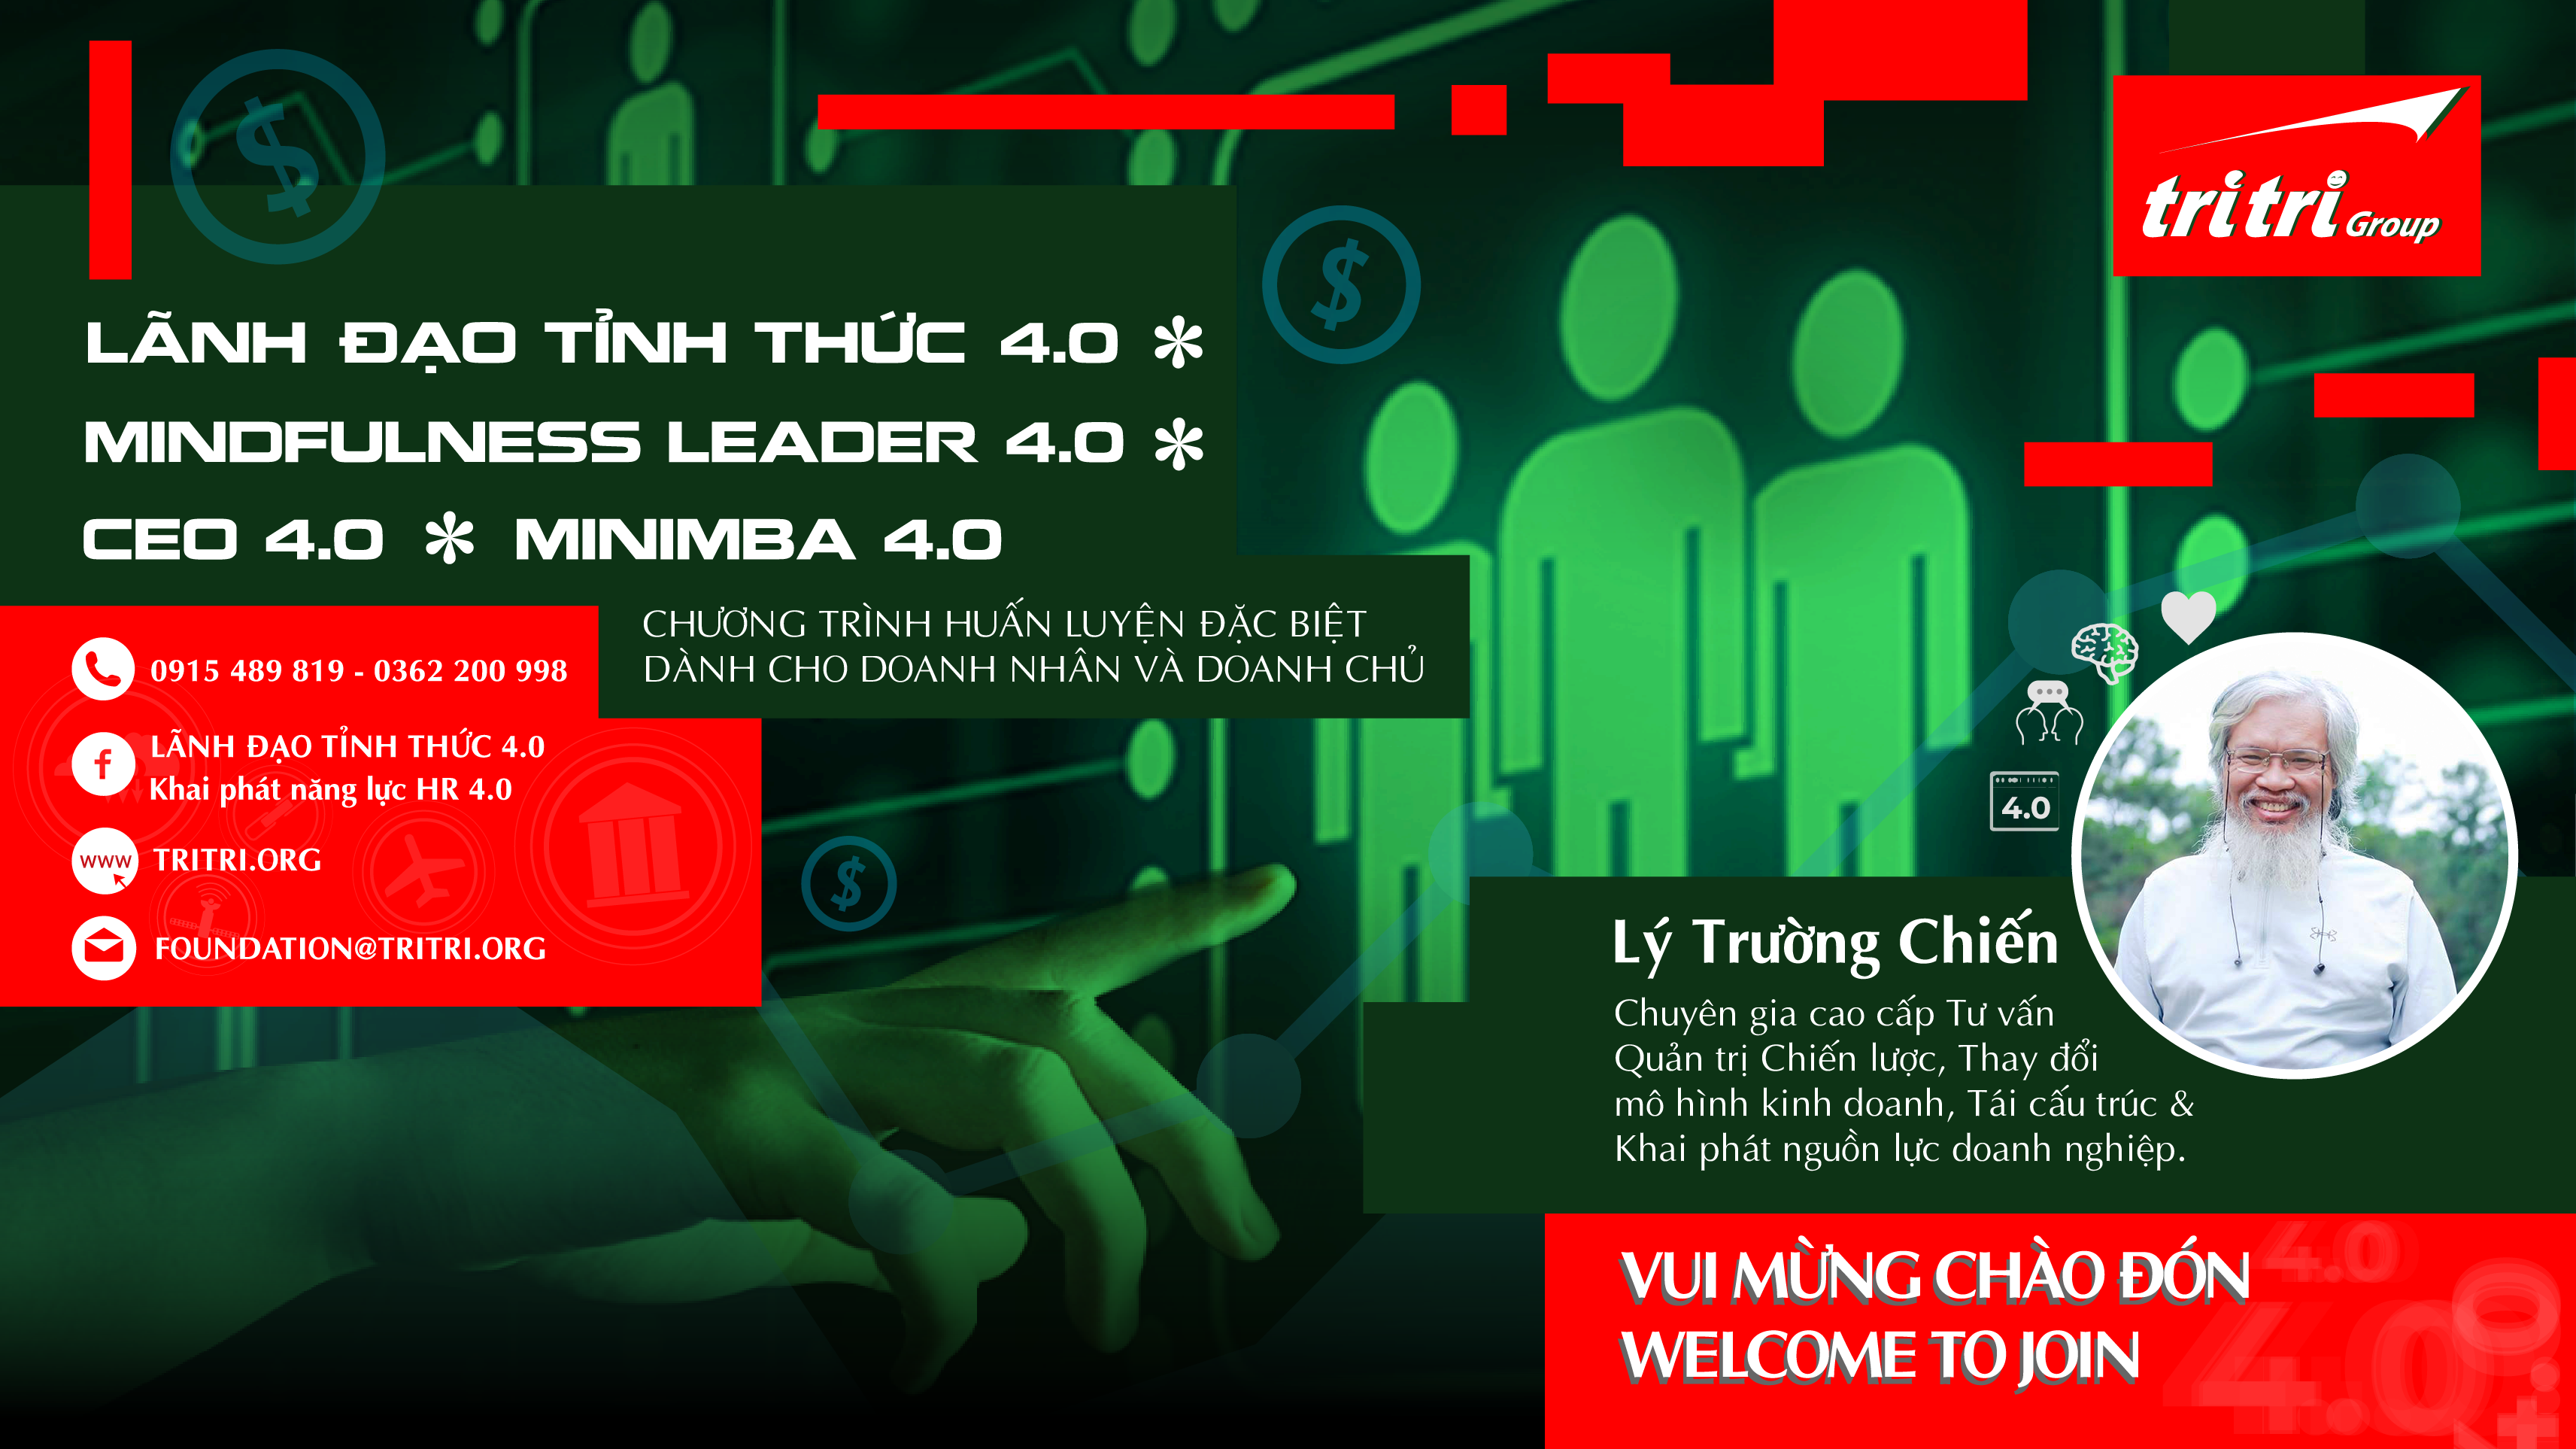 tri tri Group
LÃNH ĐẠO TỈNH THỨC 4.0 *
MINDFULNESS LEADER 4.0 *
CEO 4.0 * MINIMBA 4.0
CHƯƠNG TRÌNH HUẤN LUYỆN ĐẶC BIỆT
DÀNH CHO DOANH NHÂN VÀ DOANH CHỦ
0915 489 819 - 0362 200 998
LÃNH ĐẠO TỈNH THỨC 4.0
Khai phát năng lực HR 4.0
www TRITRI.ORG
FOUNDATION@TRITRI.ORG
4.0
Lý Trường Chiến
Chuyên gia cao cấp Tư vấn
Quản trị Chiến lược, Thay đổi
mô hình kinh doanh, Tái cấu trúc &
Khai phát nguồn lực doanh nghiệp.
VUI MỪNG CHÀO ĐÓN
WELCOME TO JOIN
4.0
4.0
4.0